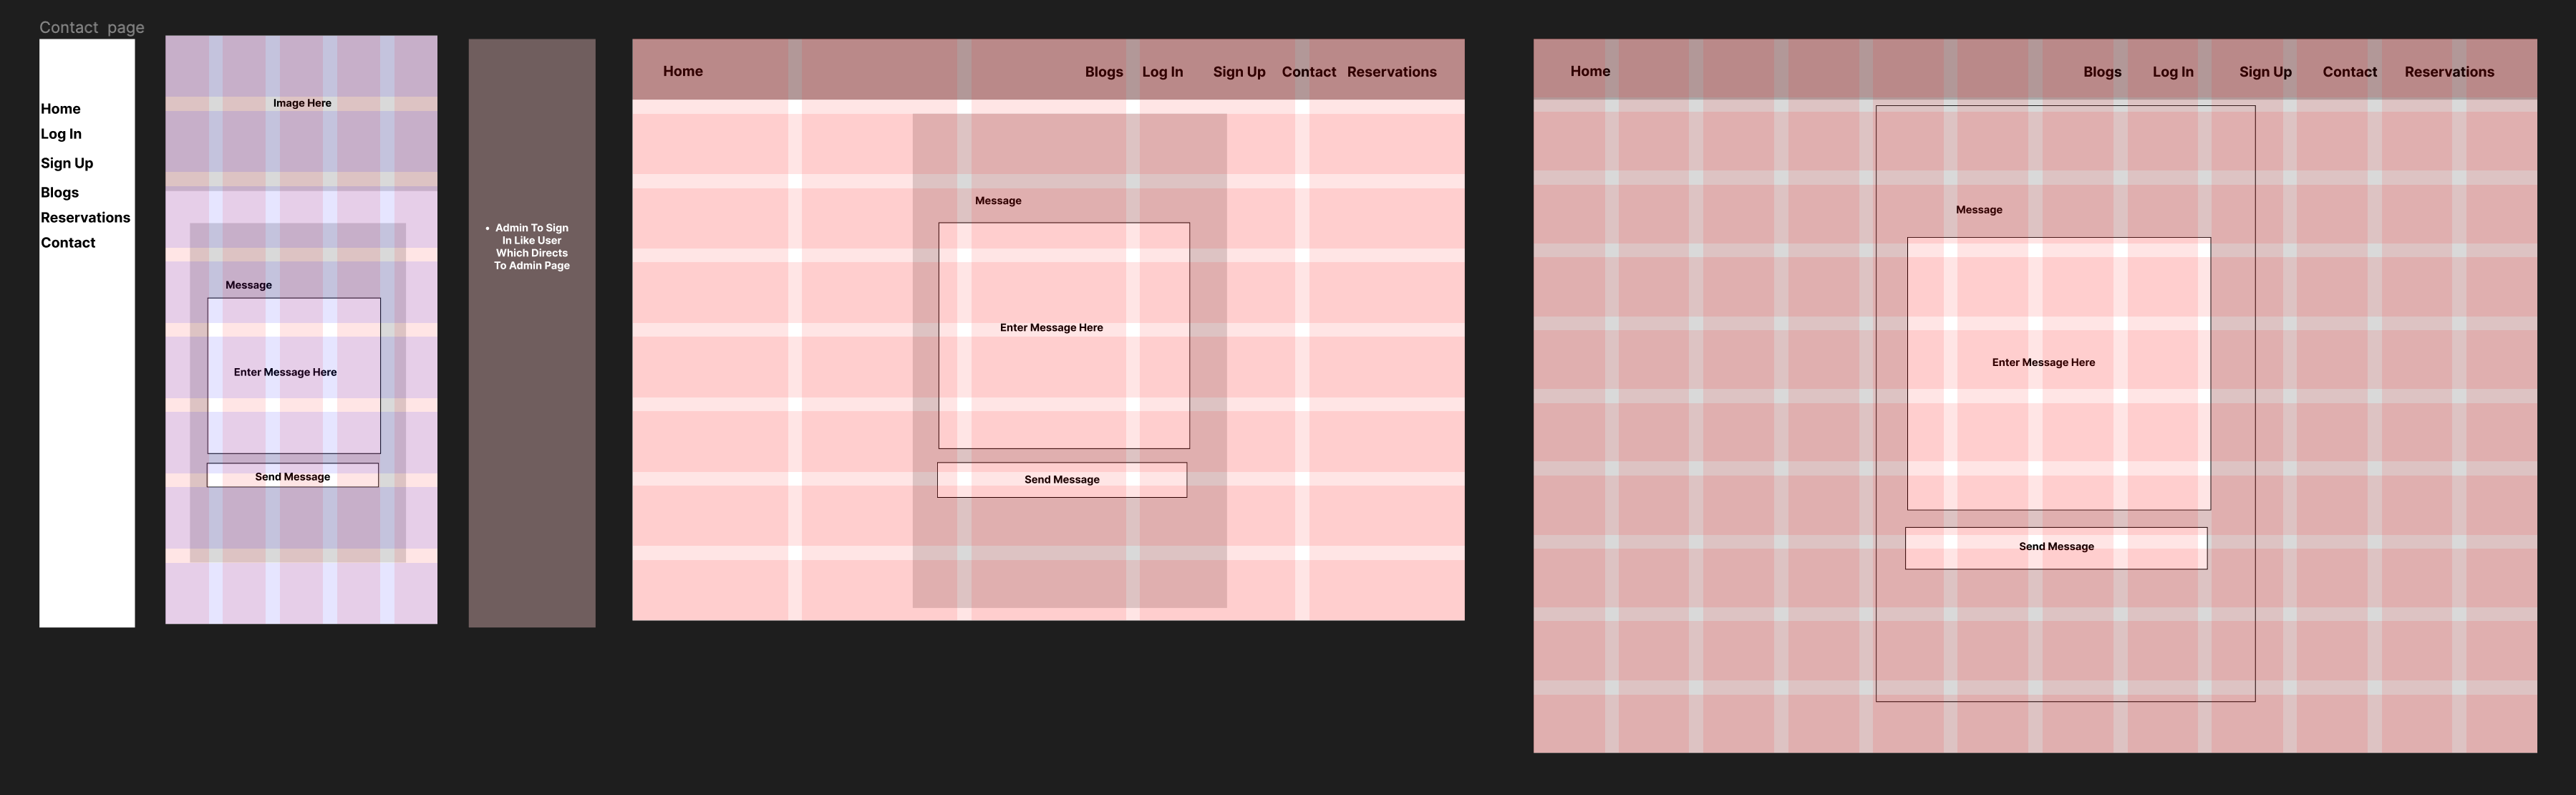 Contact page
Home
Log In
Sign Up
Blogs
Reservations
Contact
Image Here
Message
Enter Message Here
Send Message
• Admin To Sign
In Like User
Which Directs
To Admin Page
Home Blogs Log In Sign Up Contact Reservations
Message
Enter Message Here
Send Message
Home Blogs Log In Sign Up Contact Reservations
Message
Enter Message Here
Send Message